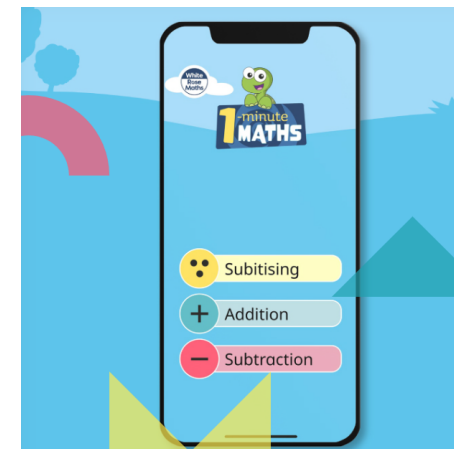 White
Rose
Maths
1-minute
MATHS
Subitising
Addition
Subtraction